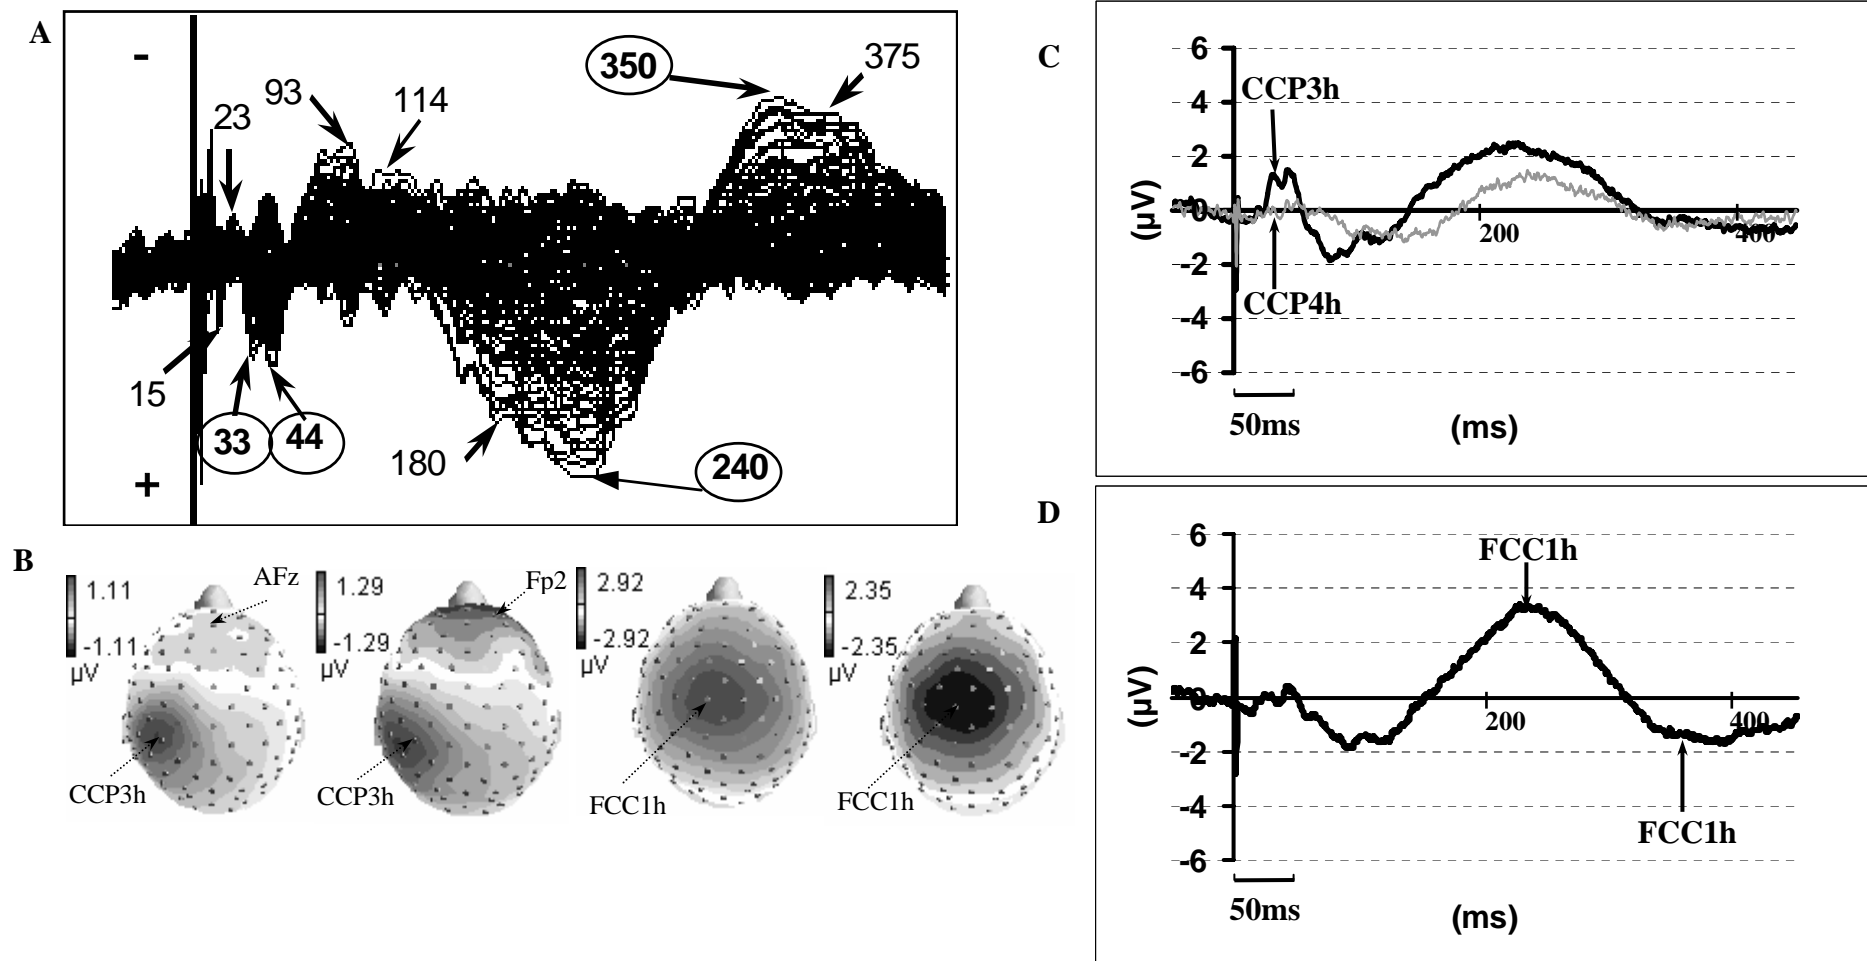 A
-
23
93
114
350
375
15
33
44
180
240
+
B
1.11
-1.11
µV
AFz
CCP3h
1.29
-1.29
µV
Fp2
CCP3h
2.92
-2.92
µV
FCC1h
2.35
-2.35
µV
FCC1h
C
6
4
2
0
-2
-4
-6
(µV)
CCP3h
CCP4h
200
400
50ms
(ms)
D
6
4
2
0
-2
-4
-6
(µV)
FCC1h
200
400
FCC1h
50ms
(ms)